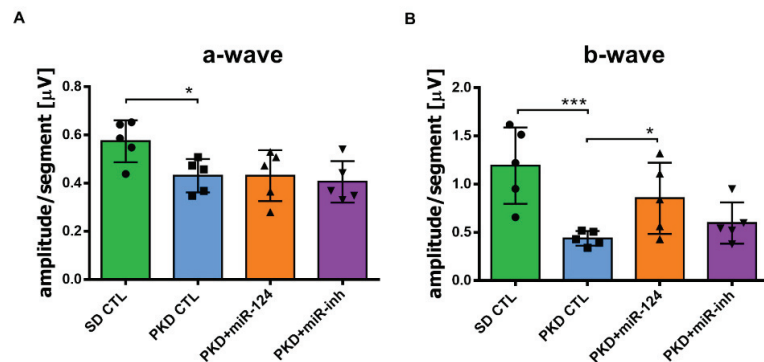 A
a-wave
amplitude/segment [µV]
0.8
0.6
0.4
0.2
0.0
*
SD CTL
PKD CTL
PKD+miR-124
PKD+miR-inh
B
b-wave
amplitude/segment [µV]
2.0
1.5
1.0
0.5
0.0
***
*
SD CTL
PKD CTL
PKD+miR-124
PKD+miR-inh